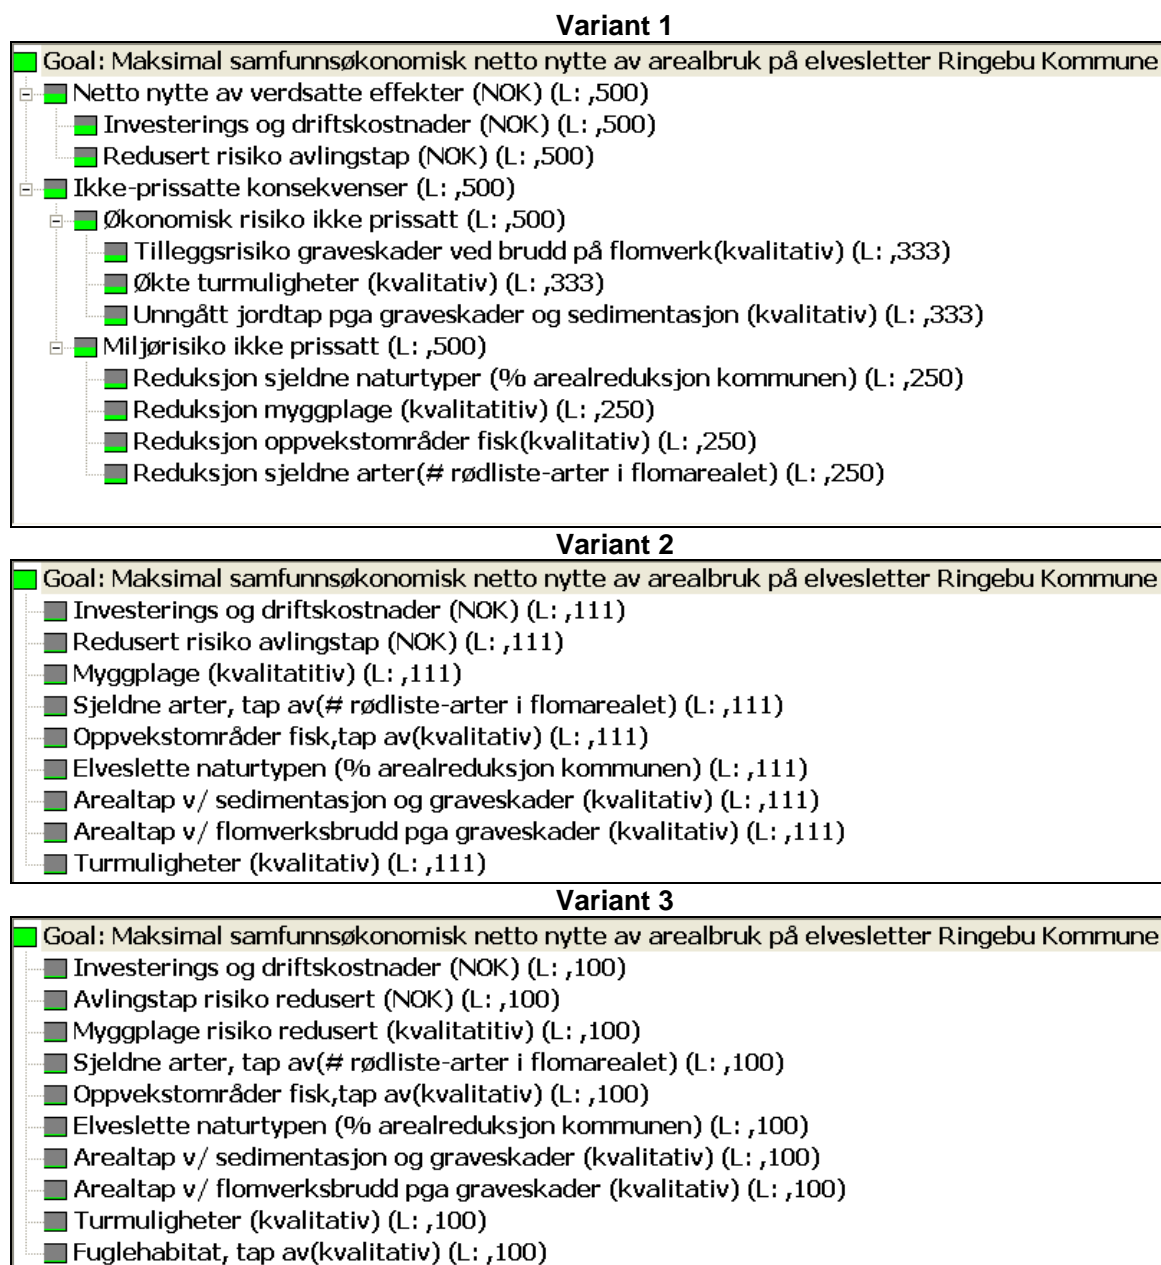 Variant 1
Goal: Maksimal samfunnsøkonomisk netto nytte av arealbruk på elvesletter Ringebu Kommune
Netto nytte av verdsatte effekter (NOK) (L: ,500)
Investerings og driftskostnader (NOK) (L: ,500)
Redusert risiko avlingstap (NOK) (L: ,500)
Ikke-prissatte konsekvenser (L: ,500)
Økonomisk risiko ikke prissatt (L: ,500)
Tilleggsrisiko graveskader ved brudd på flomverk(kvalitativ) (L: ,333)
Økte turmuligheter (kvalitativ) (L: ,333)
Unngått jordtap pga graveskader og sedimentasjon (kvalitativ) (L: ,333)
Miljørisiko ikke prissatt (L: ,500)
Reduksjon sjeldne naturtyper (% arealreduksjon kommunen) (L: ,250)
Reduksjon myggplage (kvalitatitiv) (L: ,250)
Reduksjon oppvekstområder fisk(kvalitativ) (L: ,250)
Reduksjon sjeldne arter(# rødliste-arter i flomarealet) (L: ,250)
Variant 2
Goal: Maksimal samfunnsøkonomisk netto nytte av arealbruk på elvesletter Ringebu Kommune
Investerings og driftskostnader (NOK) (L: ,111)
Redusert risiko avlingstap (NOK) (L: ,111)
Myggplage (kvalitatitiv) (L: ,111)
Sjeldne arter, tap av(# rødliste-arter i flomarealet) (L: ,111)
Oppvekstområder fisk,tap av(kvalitativ) (L: ,111)
Elveslette naturtypen (% arealreduksjon kommunen) (L: ,111)
Arealtap v/ sedimentasjon og graveskader (kvalitativ) (L: ,111)
Arealtap v/ flomverksbrudd pga graveskader (kvalitativ) (L: ,111)
Turmuligheter (kvalitativ) (L: ,111)
Variant 3
Goal: Maksimal samfunnsøkonomisk netto nytte av arealbruk på elvesletter Ringebu Kommune
Investerings og driftskostnader (NOK) (L: ,100)
Avlingstap risiko redusert (NOK) (L: ,100)
Myggplage risiko redusert (kvalitatitiv) (L: ,100)
Sjeldne arter, tap av(# rødliste-arter i flomarealet) (L: ,100)
Oppvekstområder fisk,tap av(kvalitativ) (L: ,100)
Elveslette naturtypen (% arealreduksjon kommunen) (L: ,100)
Arealtap v/ sedimentasjon og graveskader (kvalitativ) (L: ,100)
Arealtap v/ flomverksbrudd pga graveskader (kvalitativ) (L: ,100)
Turmuligheter (kvalitativ) (L: ,100)
Fuglehabitat, tap av(kvalitativ) (L: ,100)